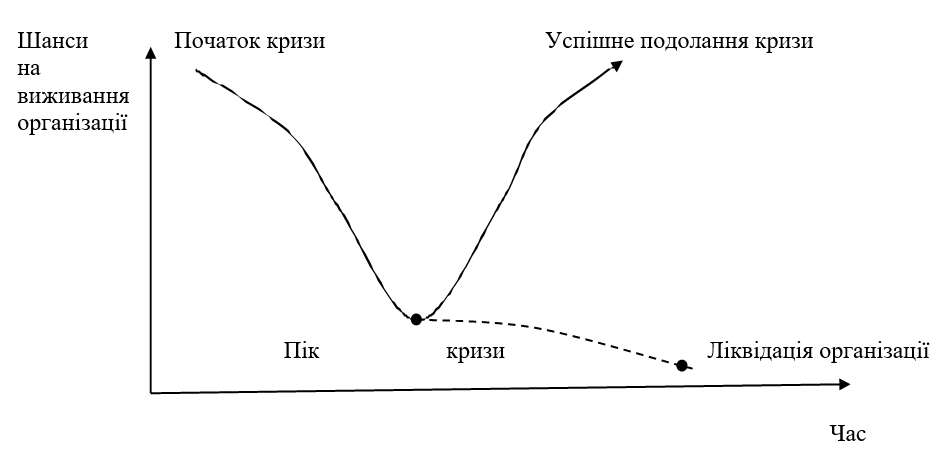 Шанси
на
виживання
організації
Початок кризи
Успішне подолання кризи
Пік кризи
Ліквідація організації
Час